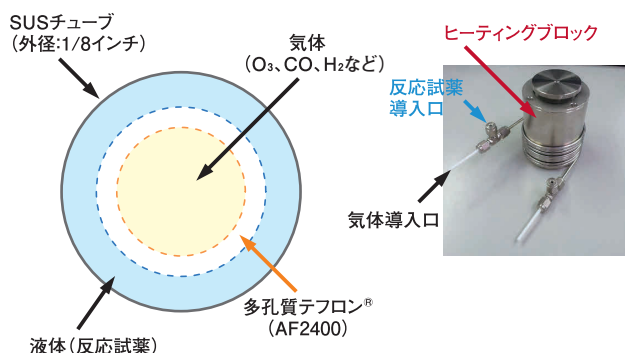 SUSチューブ
(外径:1/8インチ)
気体
(O₃、CO、H₂など)
多孔質テフロン®
(AF2400)
液体(反応試薬)
ヒーティングブロック
反応試薬
導入口
気体導入口